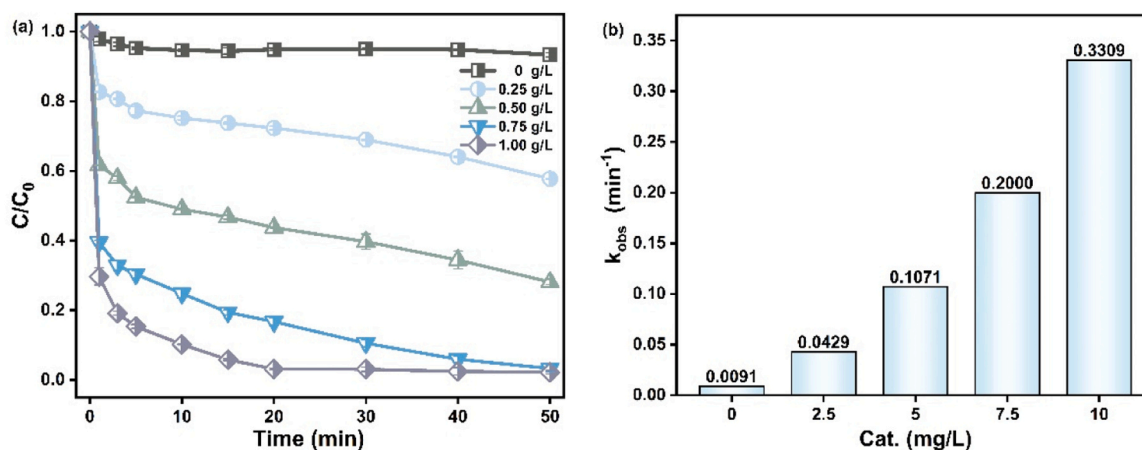 (a)
1.0
0.8
0.6
0.4
0.2
0.0
C/C₀
0 g/L
0.25 g/L
0.50 g/L
0.75 g/L
1.00 g/L
0 10 20 30 40 50
Time (min)
(b)
0.35
0.30
0.25
0.20
0.15
0.10
0.05
0.00
k_obs (min⁻¹)
0.0091
0.0429
0.1071
0.2000
0.3309
0 2.5 5 7.5 10
Cat. (mg/L)